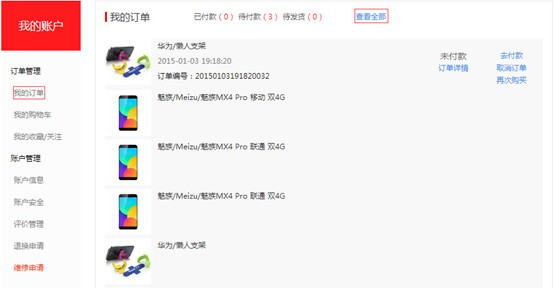 我的账户
订单管理
我的订单
我的购物车
我的收藏/关注
账户管理
账户信息
账户安全
评价管理
退换申请
维修申请
我的订单 已付款（0） 待付款（3） 待发货（0） 查看全部
华为/懒人支架
2015-01-03 19:18:20
订单编号：20150103191820032
未付款
订单详情
去付款
取消订单
再次购买
魅族/Meizu/魅族MX4 Pro 移动 双4G
魅族/Meizu/魅族MX4 Pro 联通 双4G
魅族/Meizu/魅族MX4 Pro 联通 双4G
华为/懒人支架